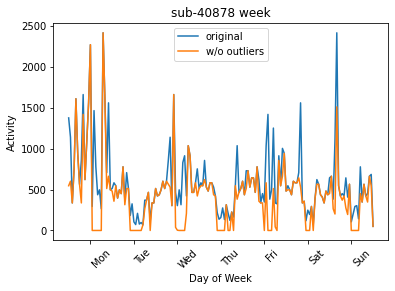 sub-40878 week
original
w/o outliers
2500
2000
1500
1000
500
0
Activity
Mon
Tue
Wed
Thu
Fri
Sat
Sun
Day of Week